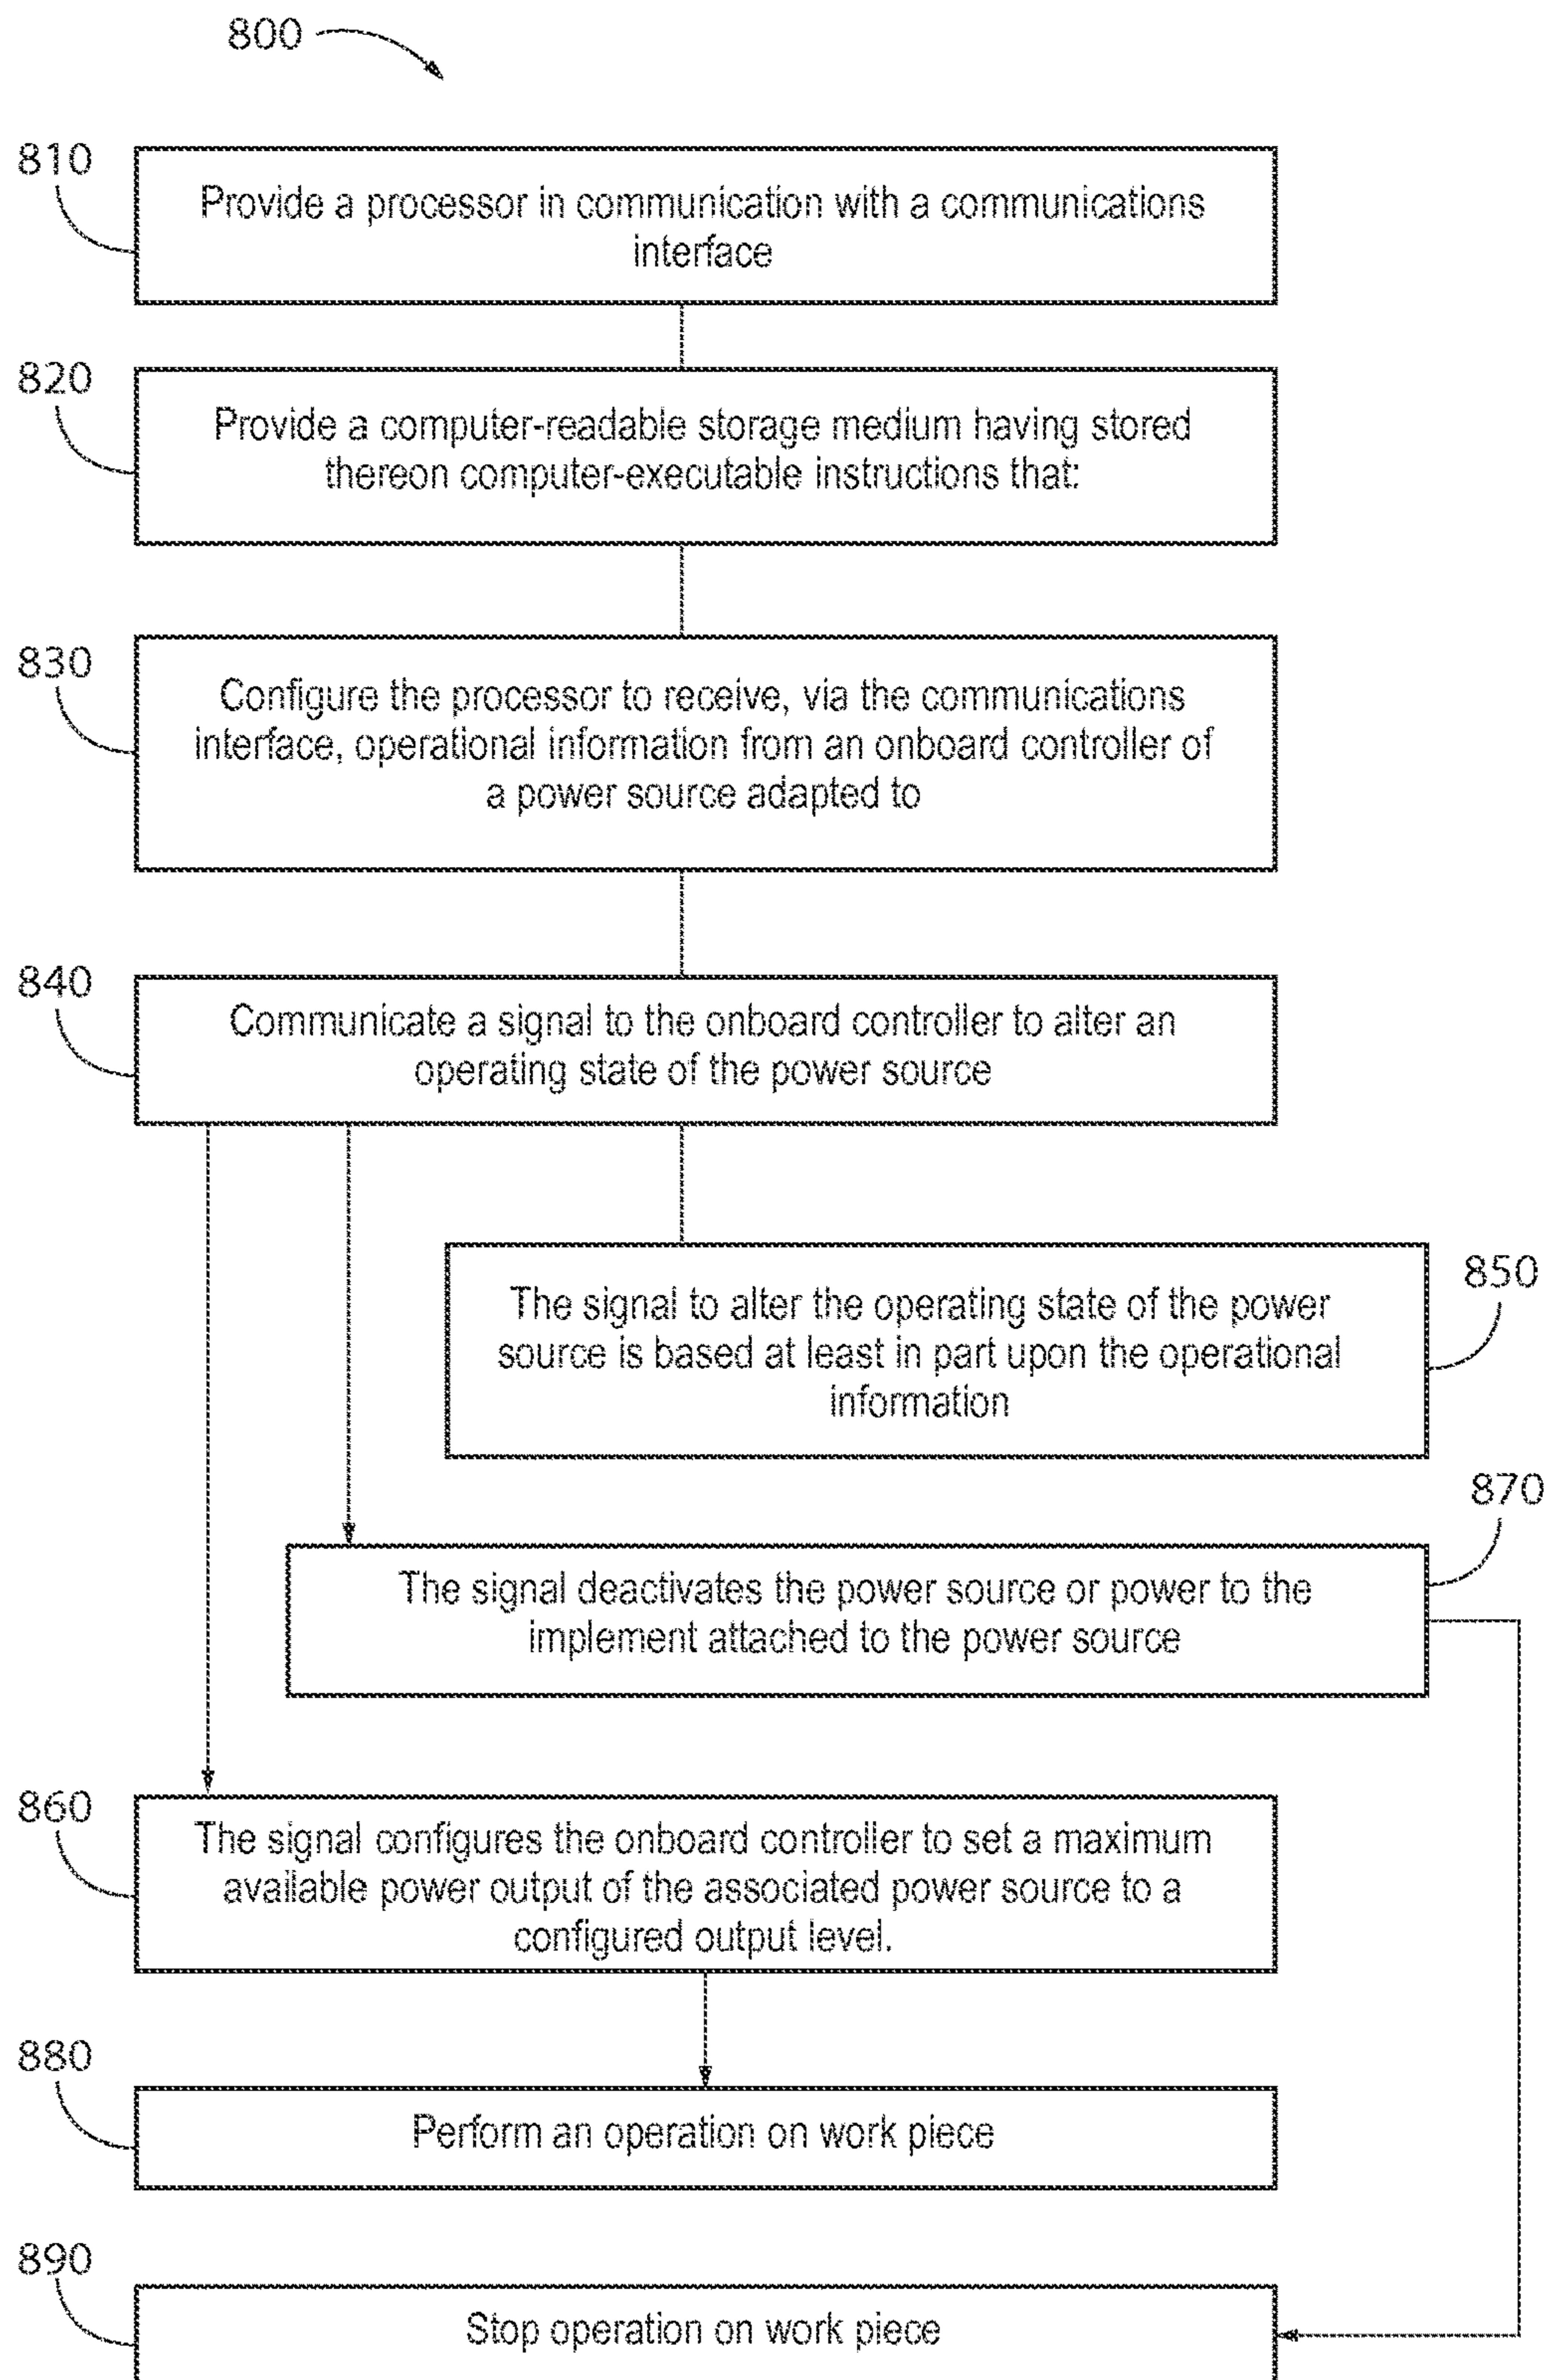 800
810
Provide a processor in communication with a communications
interface
820
Provide a computer-readable storage medium having stored
thereon computer-executable instructions that:
830
Configure the processor to receive, via the communications
interface, operational information from an onboard controller of
a power source adapted to
840
Communicate a signal to the onboard controller to alter an
operating state of the power source
850
The signal to alter the operating state of the power
source is based at least in part upon the operational
information
870
The signal deactivates the power source or power to the
implement attached to the power source
860
The signal configures the onboard controller to set a maximum
available power output of the associated power source to a
configured output level.
880
Perform an operation on work piece
890
Stop operation on work piece